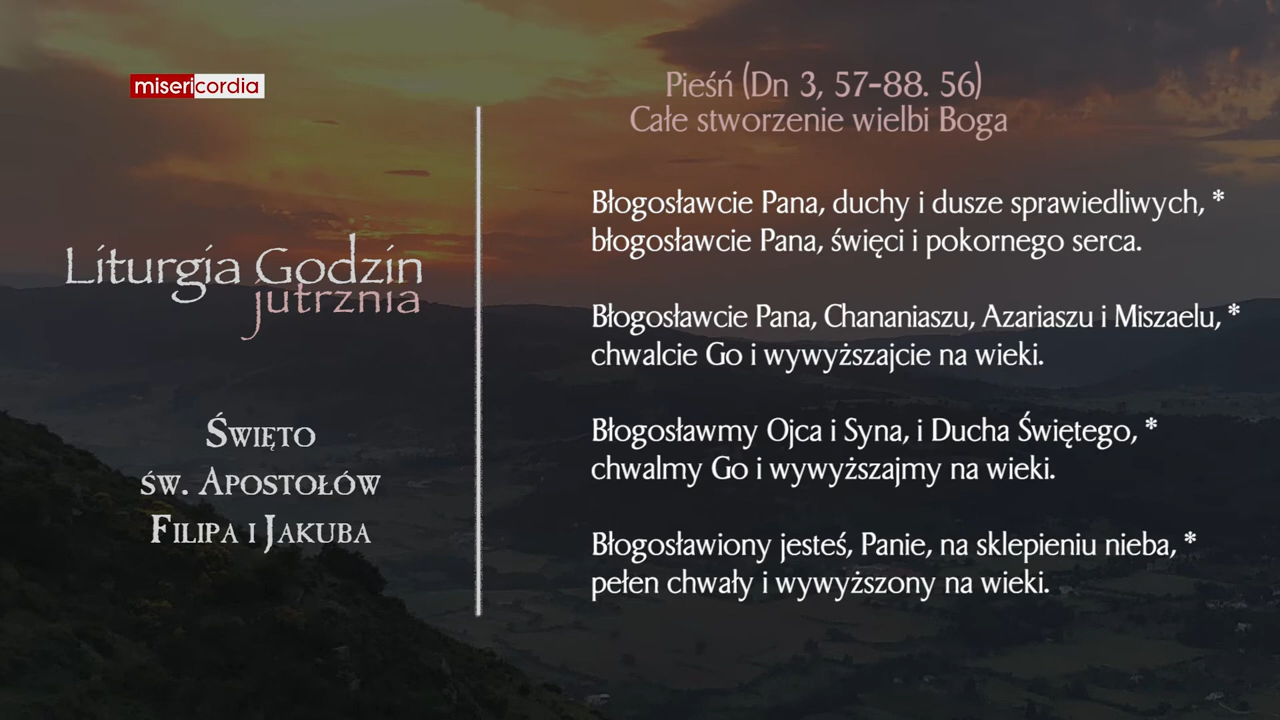 misericordia
Liturgia Godzin
jutrznia
Święto
św. Apostołów
Filipa i Jakuba
Pieśń (Dn 3, 57-88. 56)
Całe stworzenie wielbi Boga
Błogosławcie Pana, duchy i dusze sprawiedliwych, *
błogosławcie Pana, święci i pokornego serca.
Błogosławcie Pana, Chananiaszu, Azariaszu i Miszaelu, *
chwalcie Go i wywyższajcie na wieki.
Błogosławmy Ojca i Syna, i Ducha Świętego, *
chwalmy Go i wywyższajmy na wieki.
Błogosławiony jesteś, Panie, na sklepieniu nieba, *
pełen chwały i wywyższony na wieki.